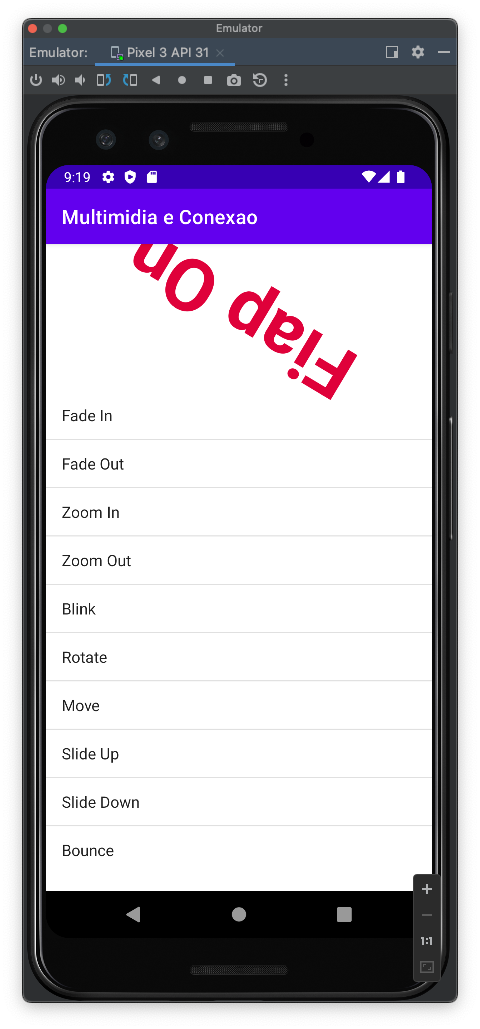 Emulator
Emulator:
Pixel 3 API 31
9:19
Multimidia e Conexao
Fiap On
Fade In
Fade Out
Zoom In
Zoom Out
Blink
Rotate
Move
Slide Up
Slide Down
Bounce
1:1